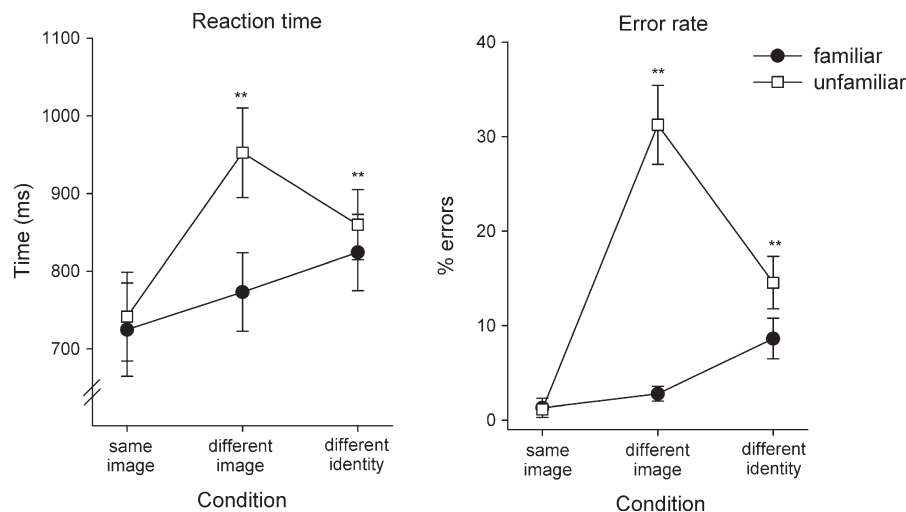 Reaction time
1100
1000
900
800
700
Time (ms)
**
**
same
image
different
image
different
identity
Condition
Error rate
40
30
20
10
0
% errors
**
**
same
image
different
image
different
identity
Condition
familiar
unfamiliar